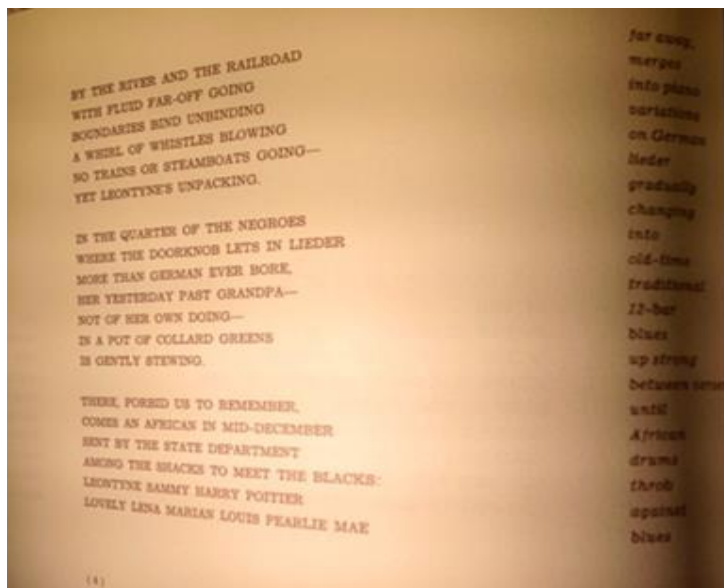 BY THE RIVER AND THE RAILROAD
WITH FLUID FAR-OFF GOING
BOUNDARIES BIND UNBINDING
A WHIRL OF WHISTLES BLOWING
NO TRAINS OR STEAMBOATS GOING—
YET LEONTYNE'S UNPACKING.
IN THE QUARTER OF THE NEGROES
WHERE THE DOORKNOB LETS IN LIEDER
MORE THAN GERMAN EVER BORE,
HER YESTERDAY PAST GRANDPA—
NOT OF HER OWN DOING—
IN A POT OF COLLARD GREENS
IS GENTLY STEWING.
THERE, FORBID US TO REMEMBER,
COMES AN AFRICAN IN MID-DECEMBER
SENT BY THE STATE DEPARTMENT
AMONG THE SHACKS TO MEET THE BLACKS:
LEONTYNE SAMMY HARRY POITIER
LOVELY LENA MARIAN LOUIS PEARLIE MAE
(4)
far away,
merges
into piano
variations
on German
lieder
gradually
changing
into
old-time
traditional
12-bar
blues
up strong
between
until
African
drums
throb
against
blues